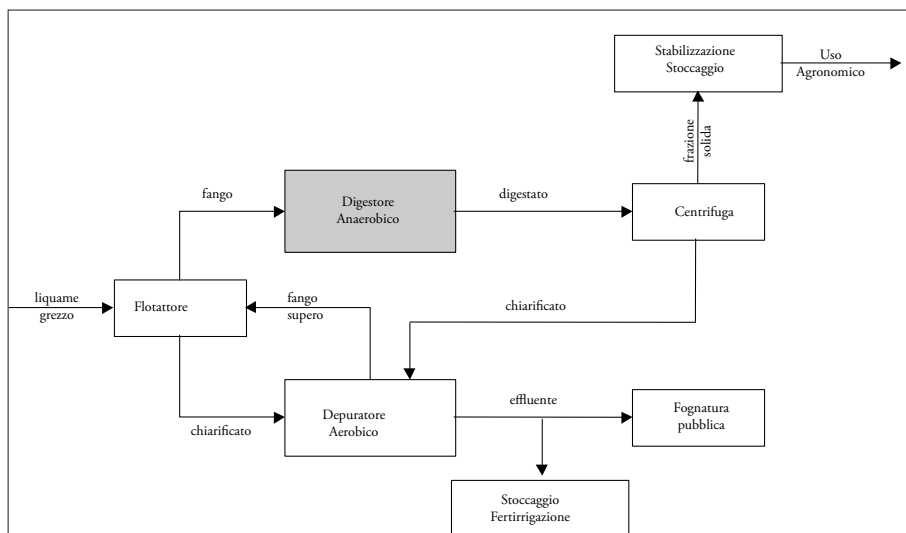 Stabilizzazione
Stoccaggio
Uso
Agronomico
frazione
solida
fango
Digestore
Anaerobico
digestato
Centrifuga
liquame
grezzo
Flotattore
fango
supero
chiarificato
chiarificato
Depuratore
Aerobico
effluente
Fognatura
pubblica
Stoccaggio
Fertirrigazione